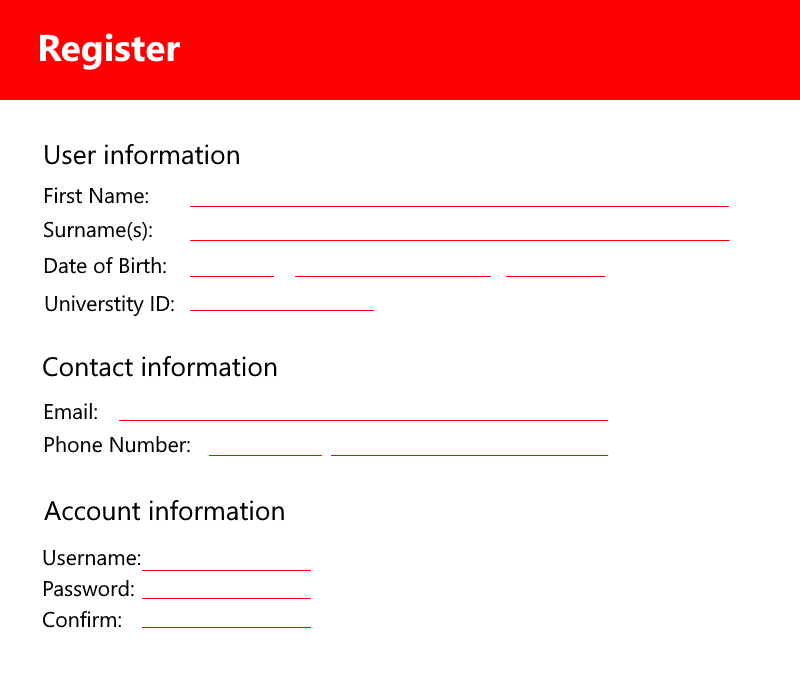 Register
User information
First Name:
Surname(s):
Date of Birth:
Universtity ID:
Contact information
Email:
Phone Number:
Account information
Username:
Password:
Confirm: